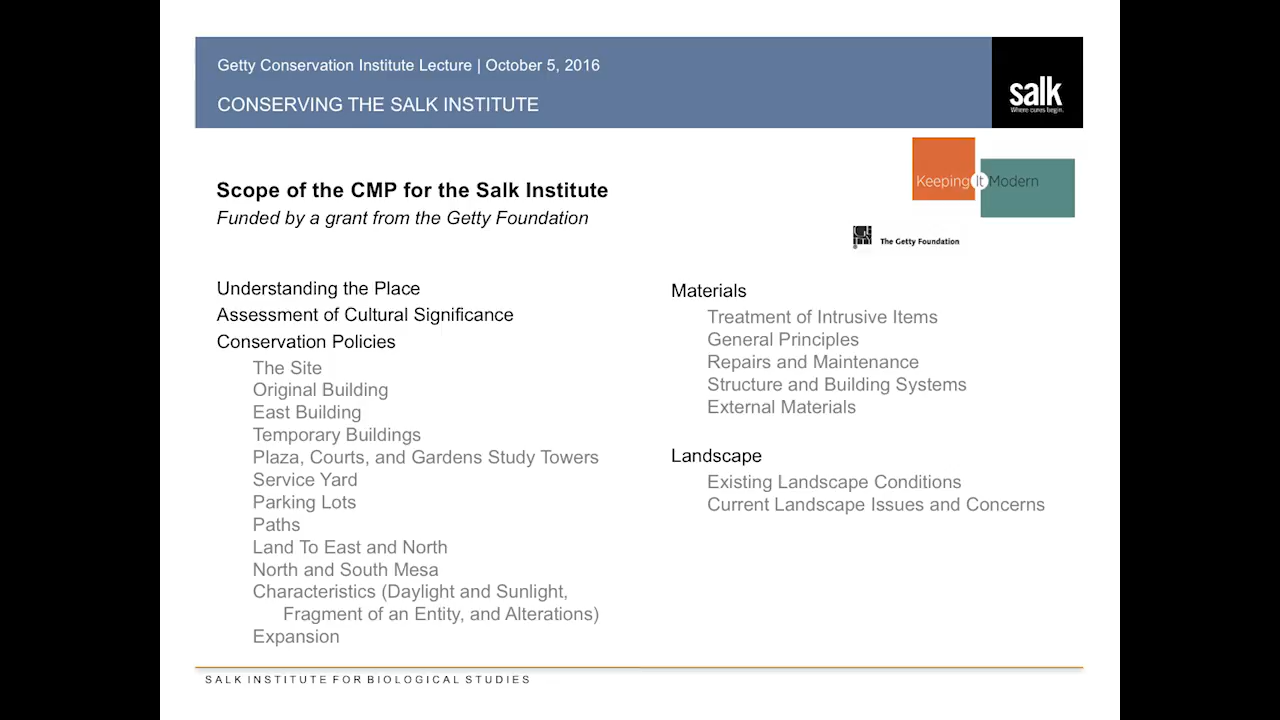 Getty Conservation Institute Lecture | October 5, 2016
CONSERVING THE SALK INSTITUTE
salk
Where cures begin.
Keeping It Modern
Scope of the CMP for the Salk Institute
Funded by a grant from the Getty Foundation
The Getty Foundation
Understanding the Place
Assessment of Cultural Significance
Conservation Policies
The Site
Original Building
East Building
Temporary Buildings
Plaza, Courts, and Gardens Study Towers
Service Yard
Parking Lots
Paths
Land To East and North
North and South Mesa
Characteristics (Daylight and Sunlight,
Fragment of an Entity, and Alterations)
Expansion
Materials
Treatment of Intrusive Items
General Principles
Repairs and Maintenance
Structure and Building Systems
External Materials
Landscape
Existing Landscape Conditions
Current Landscape Issues and Concerns
SALK INSTITUTE FOR BIOLOGICAL STUDIES